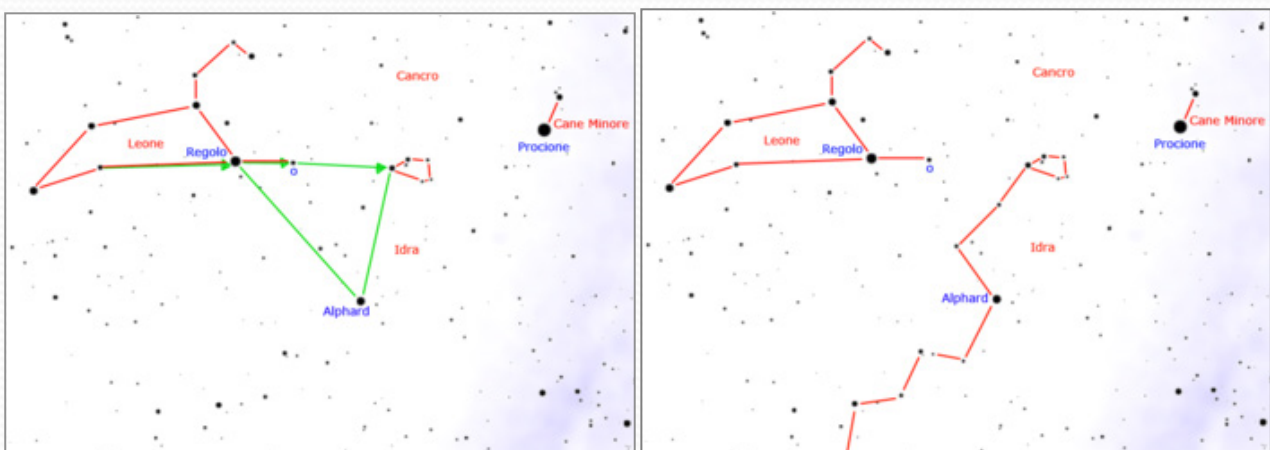 Cancro
Cane Minore
Leone
Procione
Regolo
o
Idra
Alphard
Cancro
Cane Minore
Leone
Procione
Regolo
o
Idra
Alphard